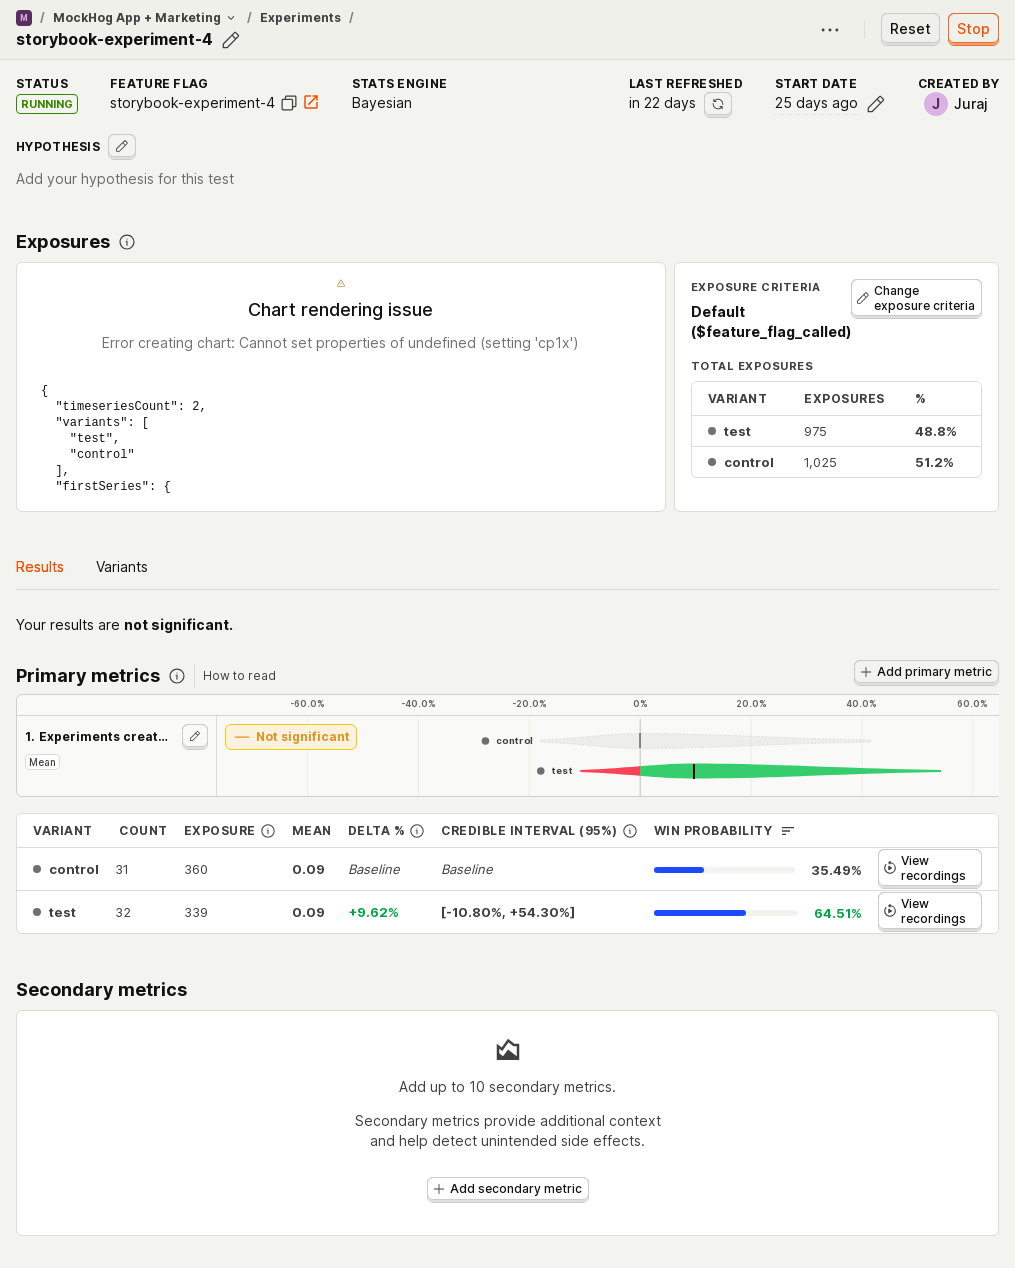 M / MockHog App + Marketing / Experiments /
storybook-experiment-4
Reset
Stop
STATUS
RUNNING
FEATURE FLAG
storybook-experiment-4
STATS ENGINE
Bayesian
LAST REFRESHED
in 22 days
START DATE
25 days ago
CREATED BY
J Juraj
HYPOTHESIS
Add your hypothesis for this test
Exposures
Chart rendering issue
Error creating chart: Cannot set properties of undefined (setting 'cp1x')
{
"timeseriesCount": 2,
"variants": [
"test",
"control"
],
"firstSeries": {
EXPOSURE CRITERIA
Default
($feature_flag_called)
Change
exposure criteria
TOTAL EXPOSURES
VARIANT EXPOSURES %
test 975 48.8%
control 1,025 51.2%
Results Variants
Your results are not significant.
Primary metrics How to read
Add primary metric
-60.0% -40.0% -20.0% 0% 20.0% 40.0% 60.0%
1. Experiments creat...
Mean
Not significant
control
test
VARIANT COUNT EXPOSURE MEAN DELTA % CREDIBLE INTERVAL (95%) WIN PROBABILITY
control 31 360 0.09 Baseline Baseline 35.49% View
recordings
test 32 339 0.09 +9.62% [-10.80%, +54.30%] 64.51% View
recordings
Secondary metrics
Add up to 10 secondary metrics.
Secondary metrics provide additional context
and help detect unintended side effects.
Add secondary metric